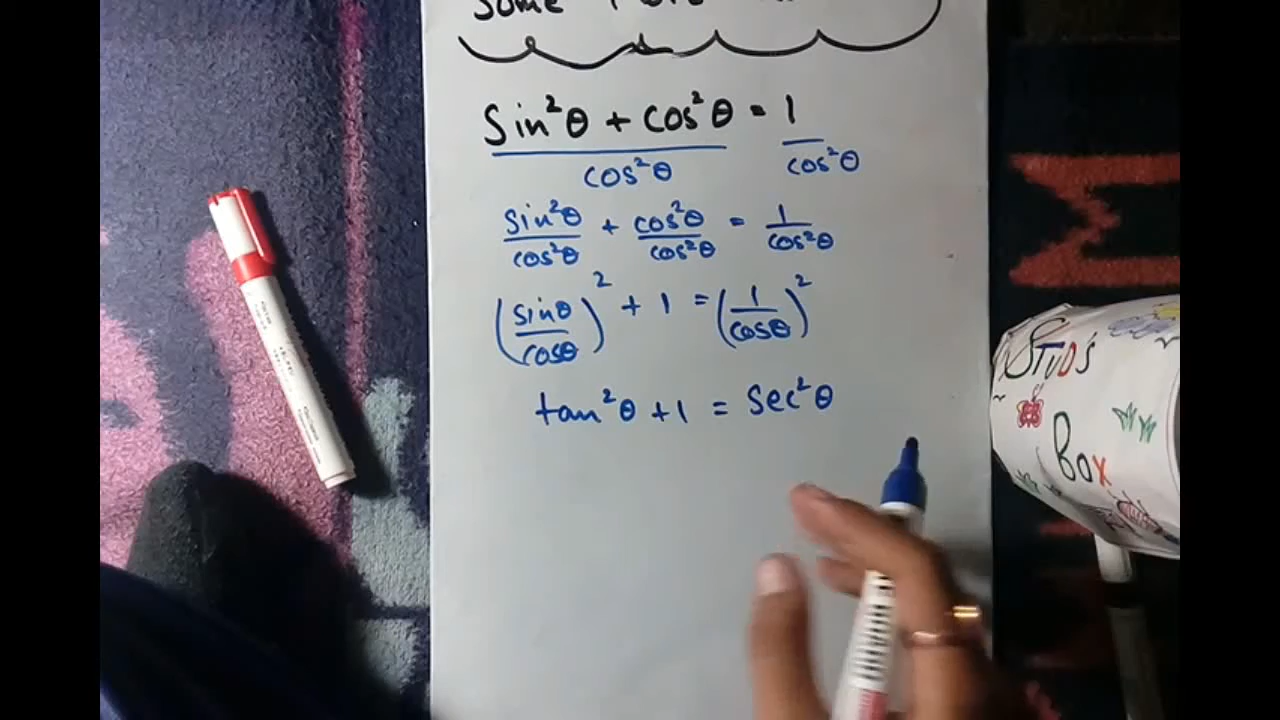 Some
Sin²θ + cos²θ = 1
cos²θ cos²θ
sin²θ/cos²θ + cos²θ/cos²θ = 1/cos²θ
(sinθ/cosθ)² + 1 = (1/cosθ)²
tan²θ + 1 = Sec²θ
STUD'S
Box